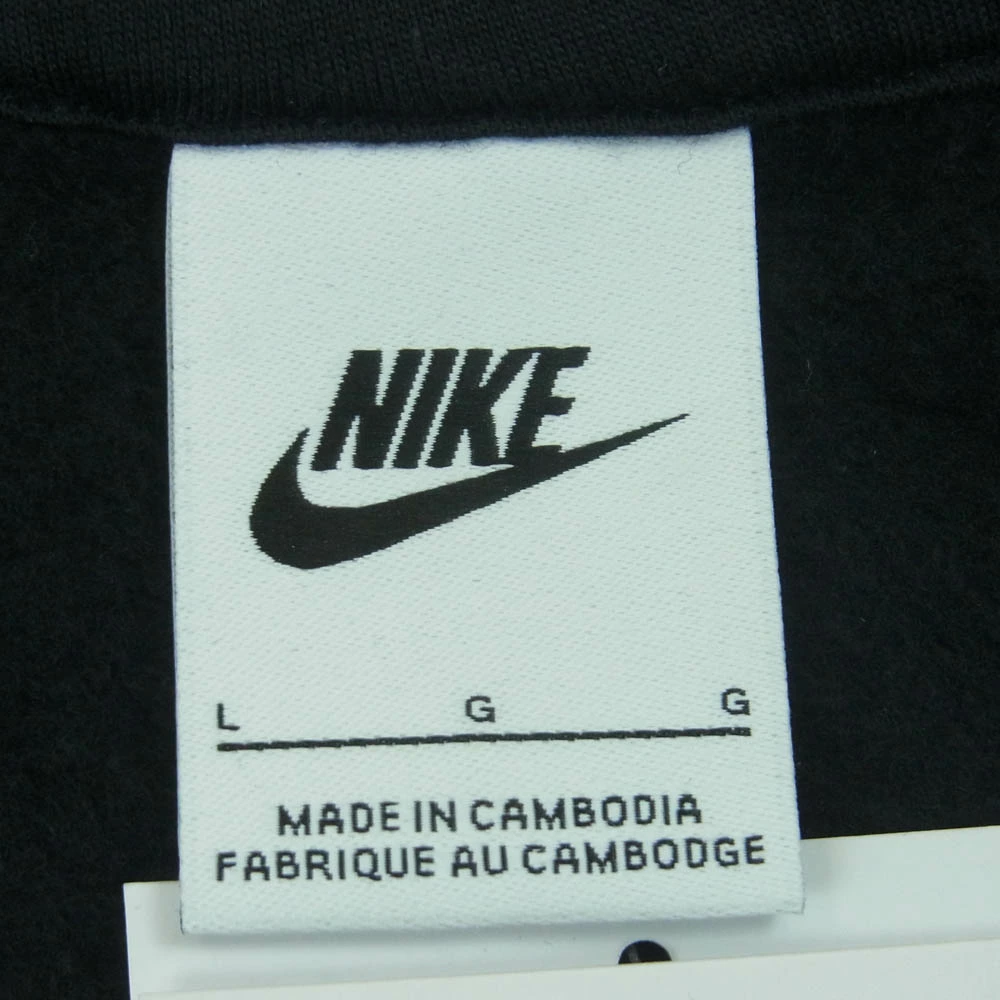 NIKE
L G G
MADE IN CAMBODIA
FABRIQUE AU CAMBODGE